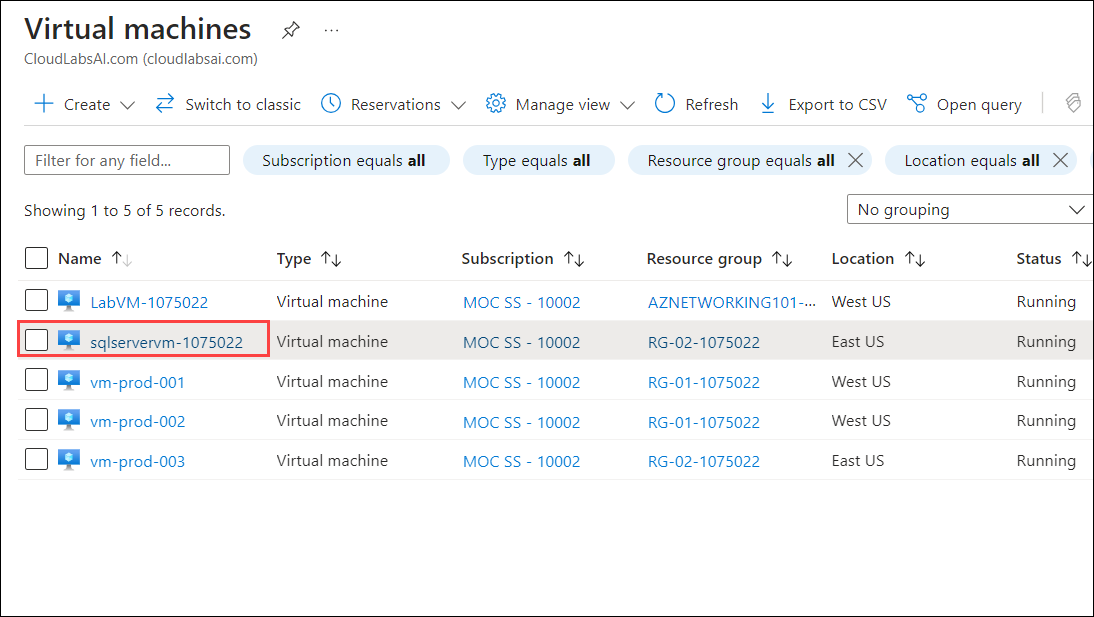 Virtual machines ...
CloudLabsAI.com (cloudlabsai.com)
Create Switch to classic Reservations Manage view Refresh Export to CSV Open query
Filter for any field... Subscription equals all Type equals all Resource group equals all Location equals all
Showing 1 to 5 of 5 records. No grouping
Name Type Subscription Resource group Location Status
LabVM-1075022 Virtual machine MOC SS - 10002 AZNETWORKING101-... West US Running
sqlservervm-1075022 Virtual machine MOC SS - 10002 RG-02-1075022 East US Running
vm-prod-001 Virtual machine MOC SS - 10002 RG-01-1075022 West US Running
vm-prod-002 Virtual machine MOC SS - 10002 RG-01-1075022 West US Running
vm-prod-003 Virtual machine MOC SS - 10002 RG-02-1075022 East US Running